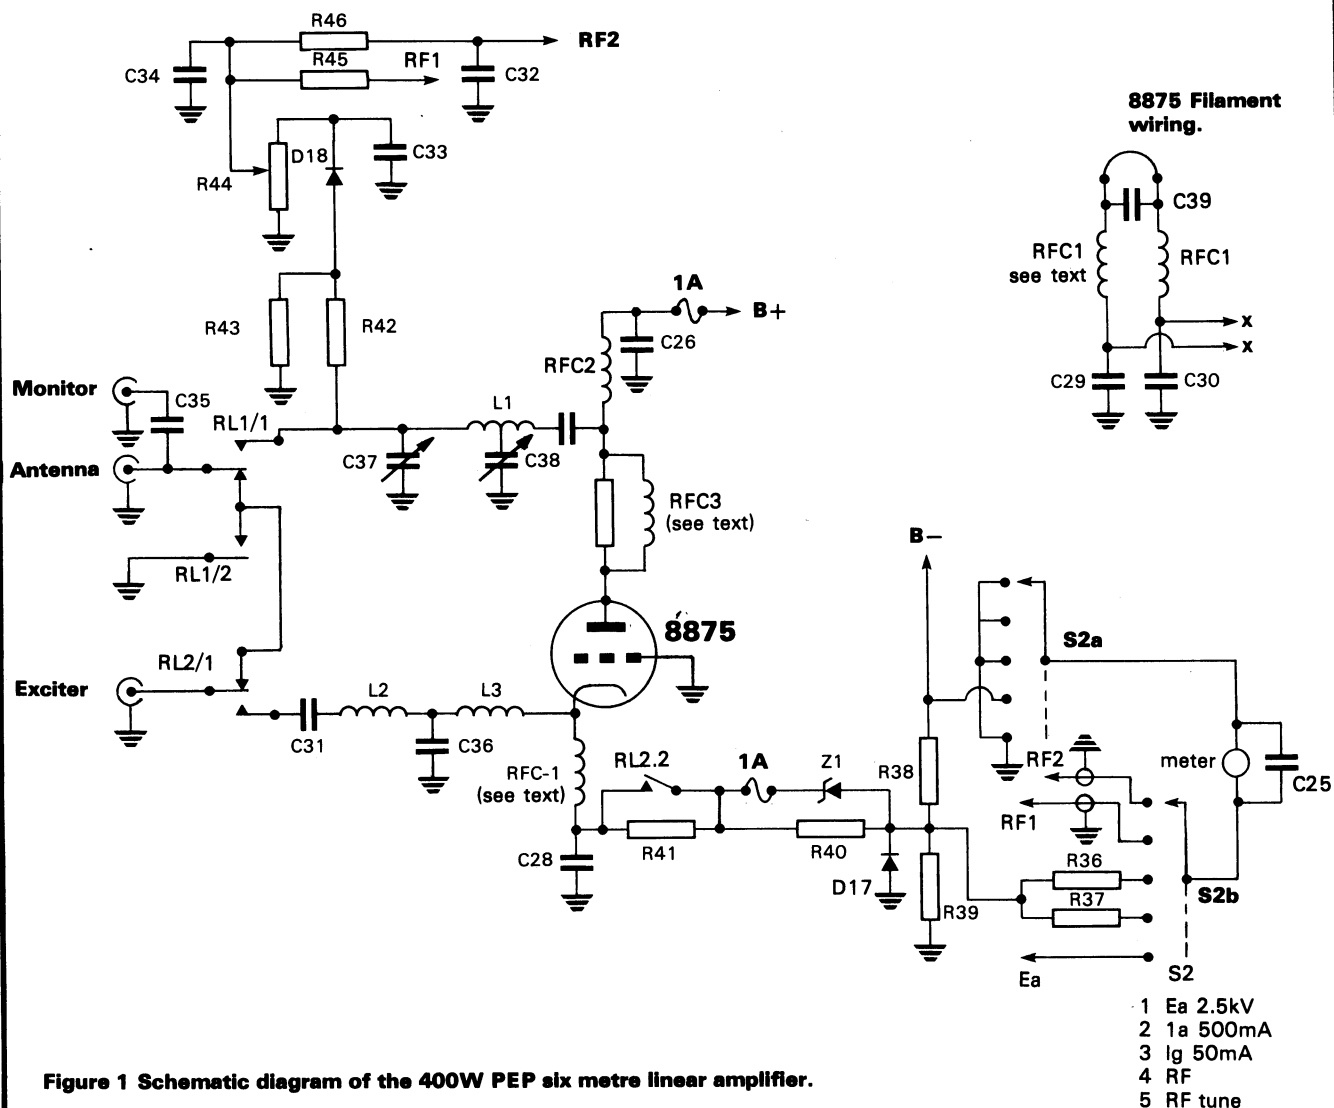 R46
RF2
R45
RF1
C34
C32
8875 Filament
wiring.
D18
C33
R44
C39
RFC1
see text
RFC1
1A
B+
R43
R42
C26
X
RFC2
X
C29
C30
Monitor
C35
L1
RL1/1
Antenna
C37
C38
RFC3
(see text)
B-
RL1/2
8875
S2a
RL2/1
Exciter
L2
L3
C31
C36
RFC-1
(see text)
RL2.2
1A
Z1
R38
RF2
meter
C25
RF1
C28
R41
R40
R36
D17
R37
S2b
R39
Ea
S2
1 Ea 2.5kV
2 1a 500mA
3 Ig 50mA
4 RF
5 RF tune
Figure 1 Schematic diagram of the 400W PEP six metre linear amplifier.